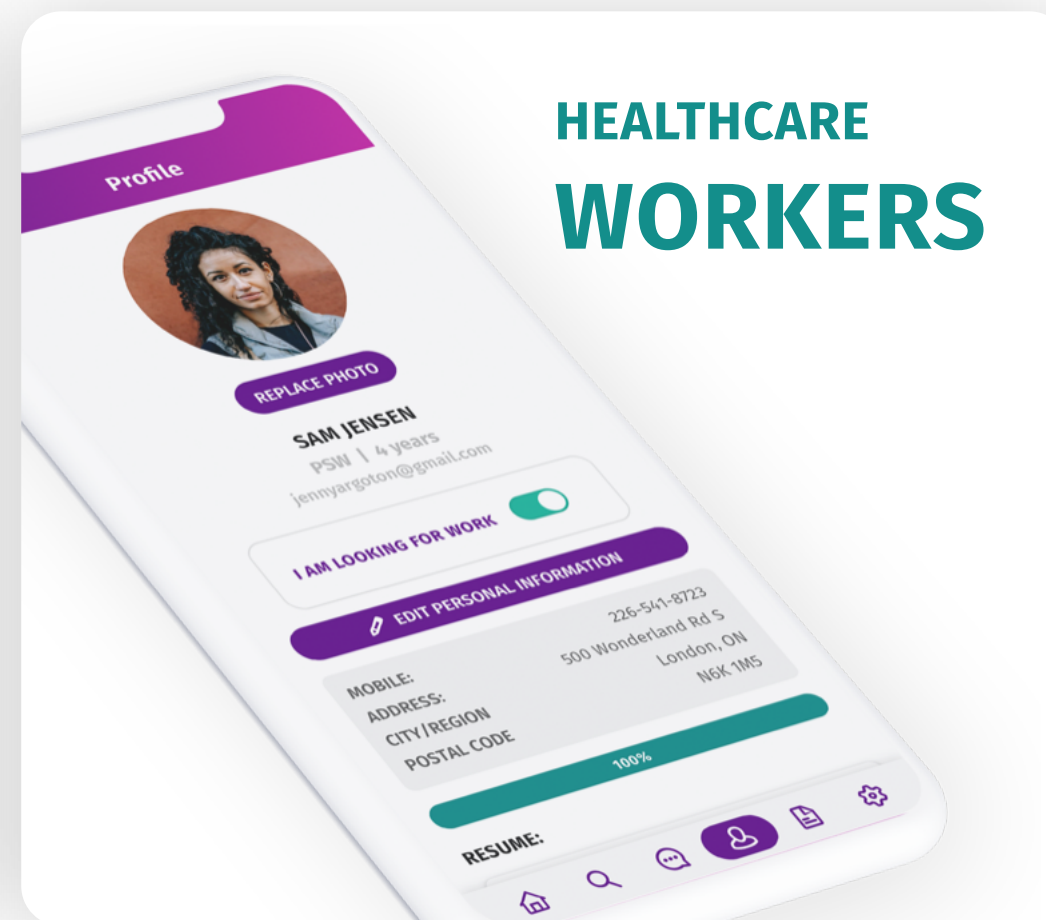 HEALTHCARE
WORKERS
Profile
REPLACE PHOTO
SAM JENSEN
PSW | 4 years
jennyargoton@gmail.com
I AM LOOKING FOR WORK
EDIT PERSONAL INFORMATION
MOBILE: 226-541-8723
ADDRESS: 500 Wonderland Rd S
CITY/REGION London, ON
POSTAL CODE N6K 1M5
100%
RESUME: